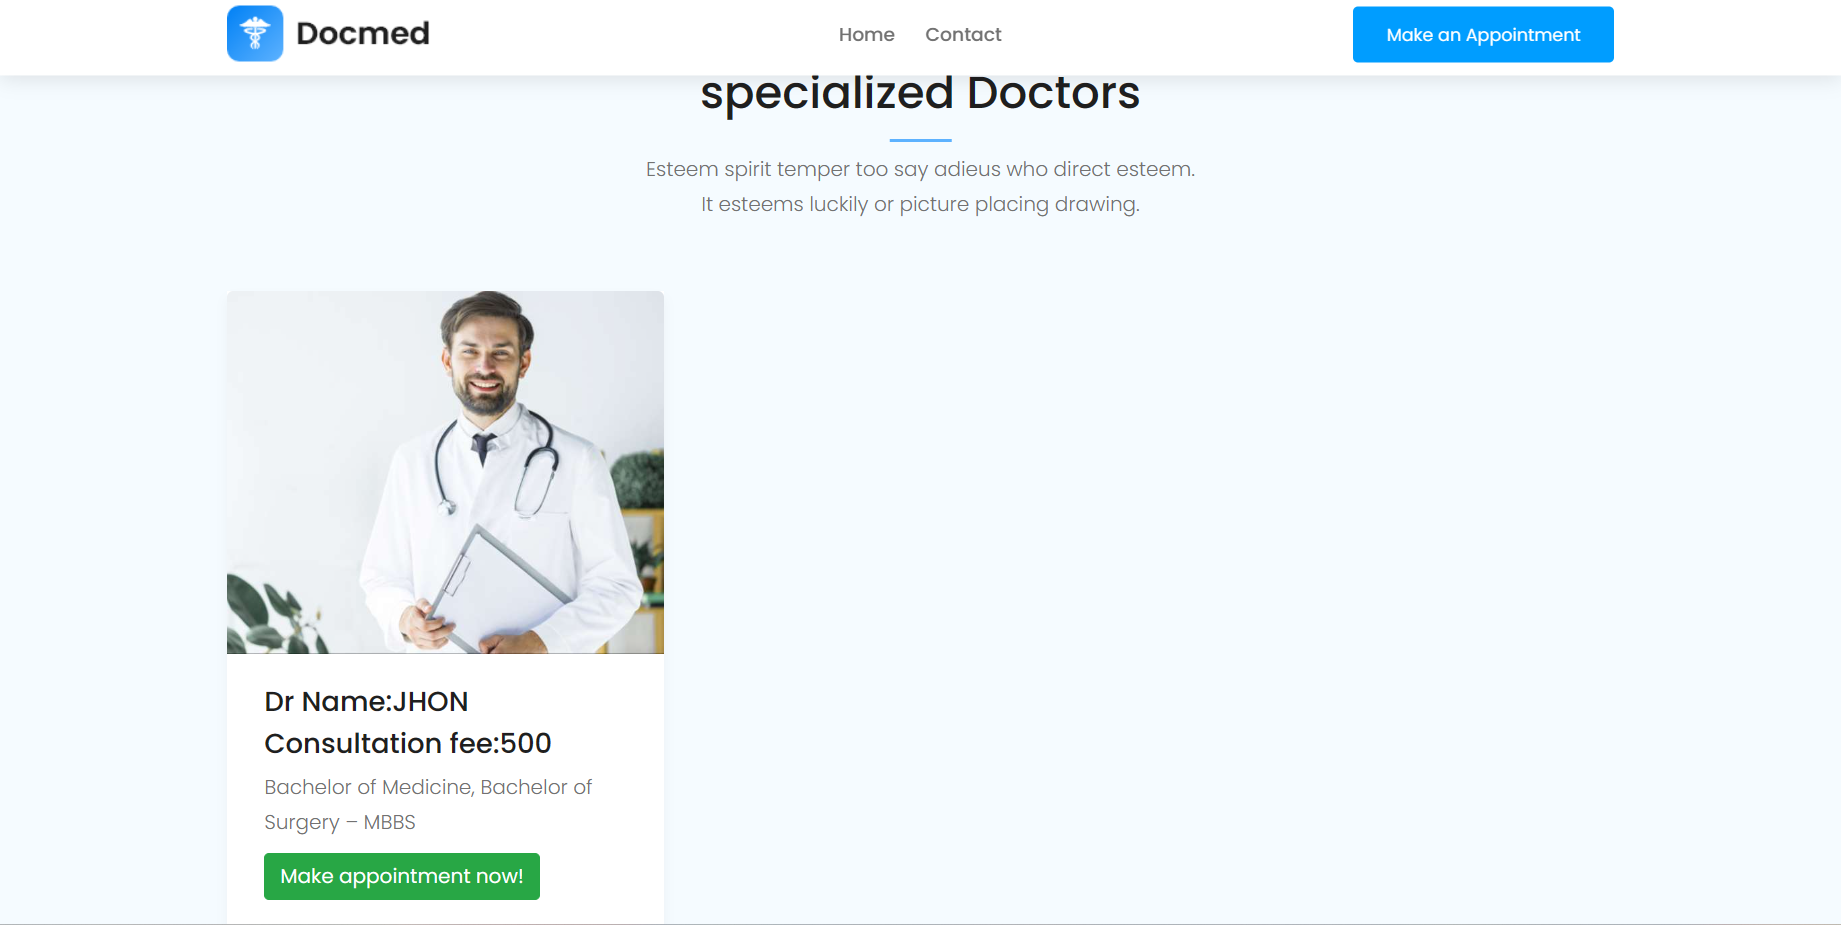 Docmed
Home
Contact
Make an Appointment
specialized Doctors
Esteem spirit temper too say adieus who direct esteem.
It esteems luckily or picture placing drawing.
Dr Name:JHON
Consultation fee:500
Bachelor of Medicine, Bachelor of
Surgery – MBBS
Make appointment now!